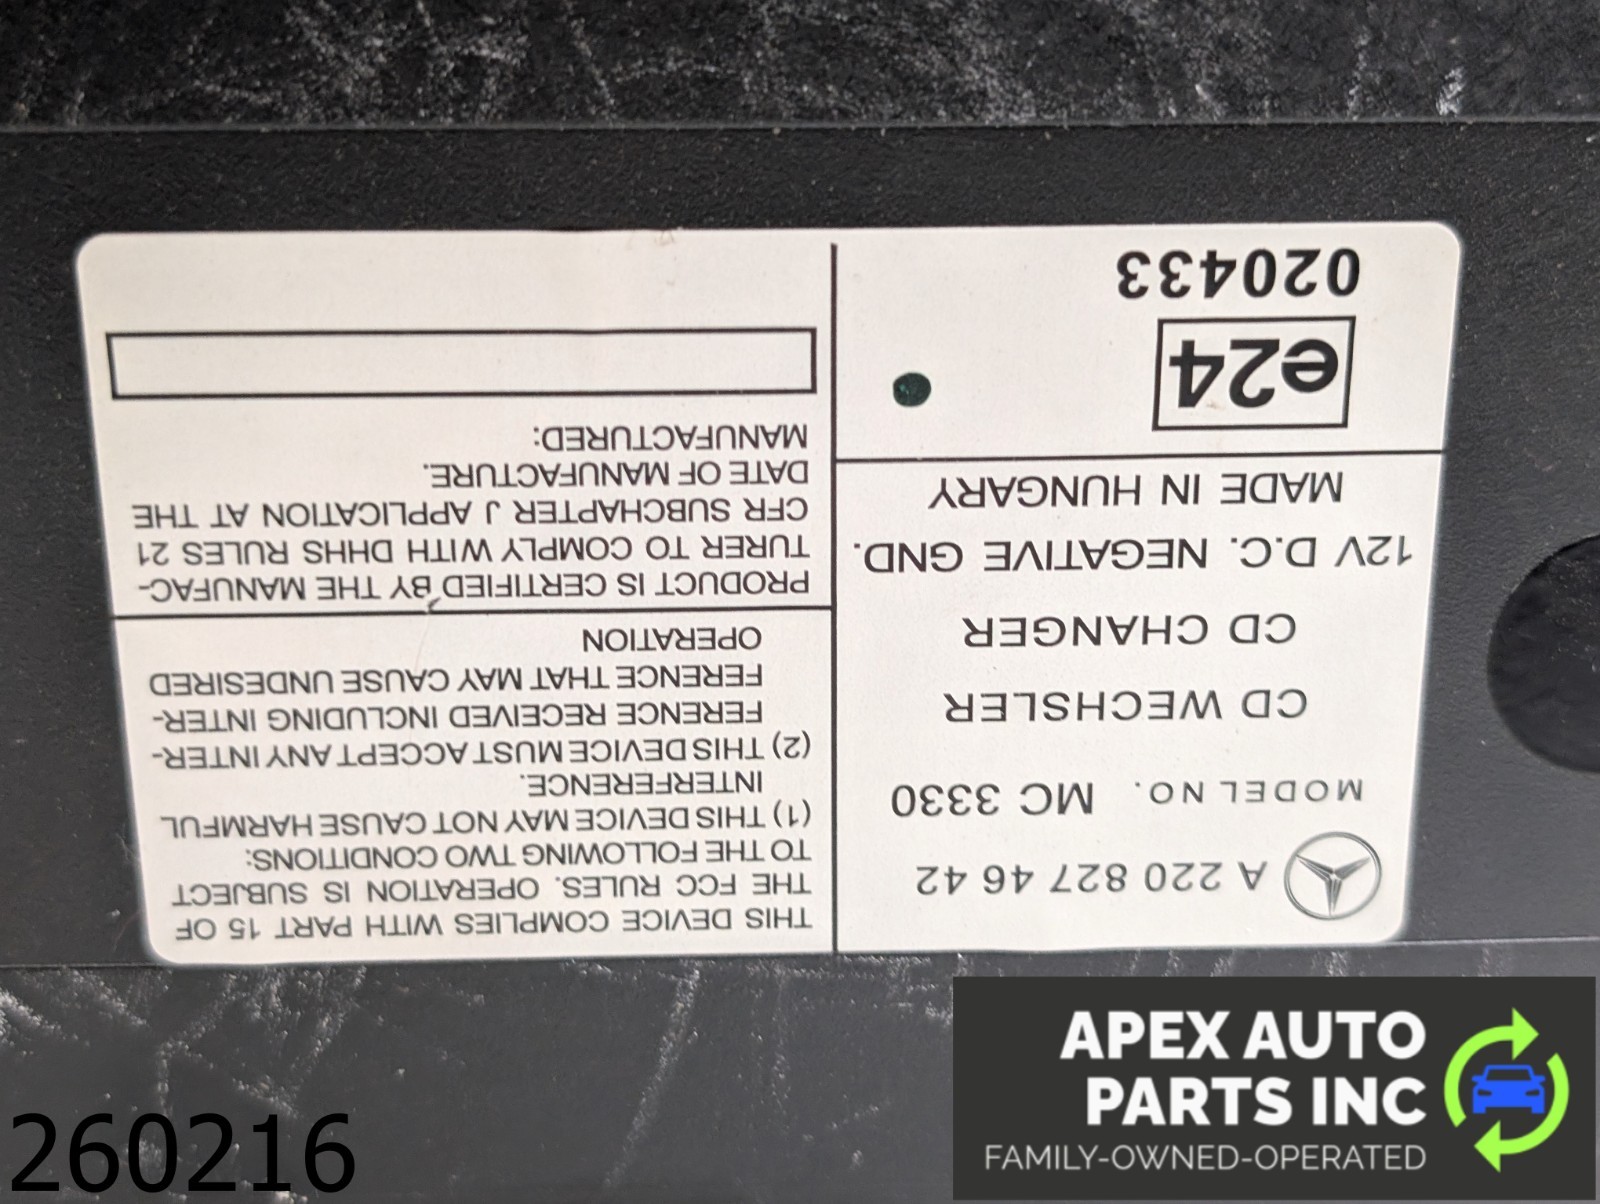 A 220 827 46 42
MODEL NO. MC 3330
CD WECHSLER
CD CHANGER
12V D.C. NEGATIVE GND.
MADE IN HUNGARY
e24
020433
THIS DEVICE COMPLIES WITH PART 15 OF
THE FCC RULES. OPERATION IS SUBJECT
TO THE FOLLOWING TWO CONDITIONS:
(1) THIS DEVICE MAY NOT CAUSE HARMFUL
INTERFERENCE.
(2) THIS DEVICE MUST ACCEPT ANY INTER-
FERENCE RECEIVED INCLUDING INTER-
FERENCE THAT MAY CAUSE UNDESIRED
OPERATION
PRODUCT IS CERTIFIED BY THE MANUFAC-
TURER TO COMPLY WITH DHHS RULES 21
CFR SUBCHAPTER J APPLICATION AT THE
DATE OF MANUFACTURE.
MANUFACTURED:
APEX AUTO
PARTS INC
FAMILY-OWNED-OPERATED
260216